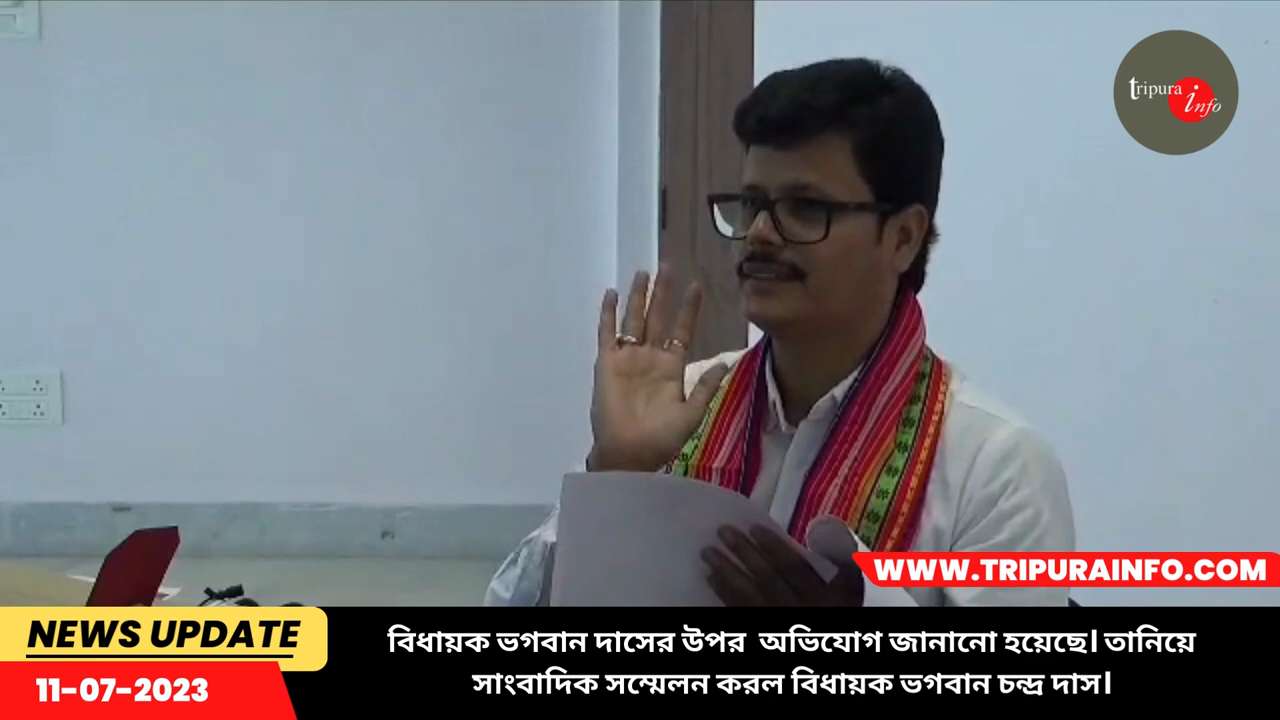 tripura
info
WWW.TRIPURAINFO.COM
NEWS UPDATE
11-07-2023
বিধায়ক ভগবান দাসের উপর  অভিযোগ জানানো হয়েছে। তানিয়ে
সাংবাদিক সম্মেলন করল বিধায়ক ভগবান চন্দ্র দাস।